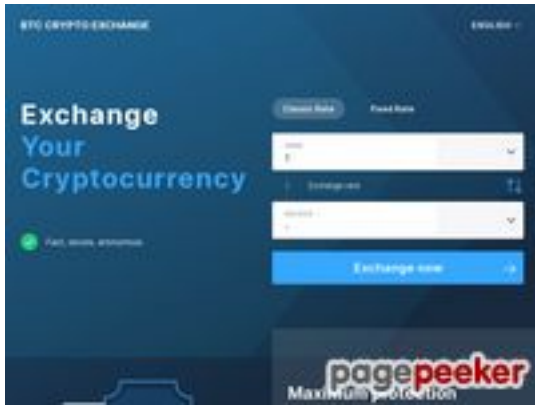 BTC CRYPTO EXCHANGE
ENGLISH
Exchange
Your
Cryptocurrency
Classic Rate
Fixed Rate
Exchange rate
Fast, secure, anonymous
Exchange now
Maximum protection
pagepeeker